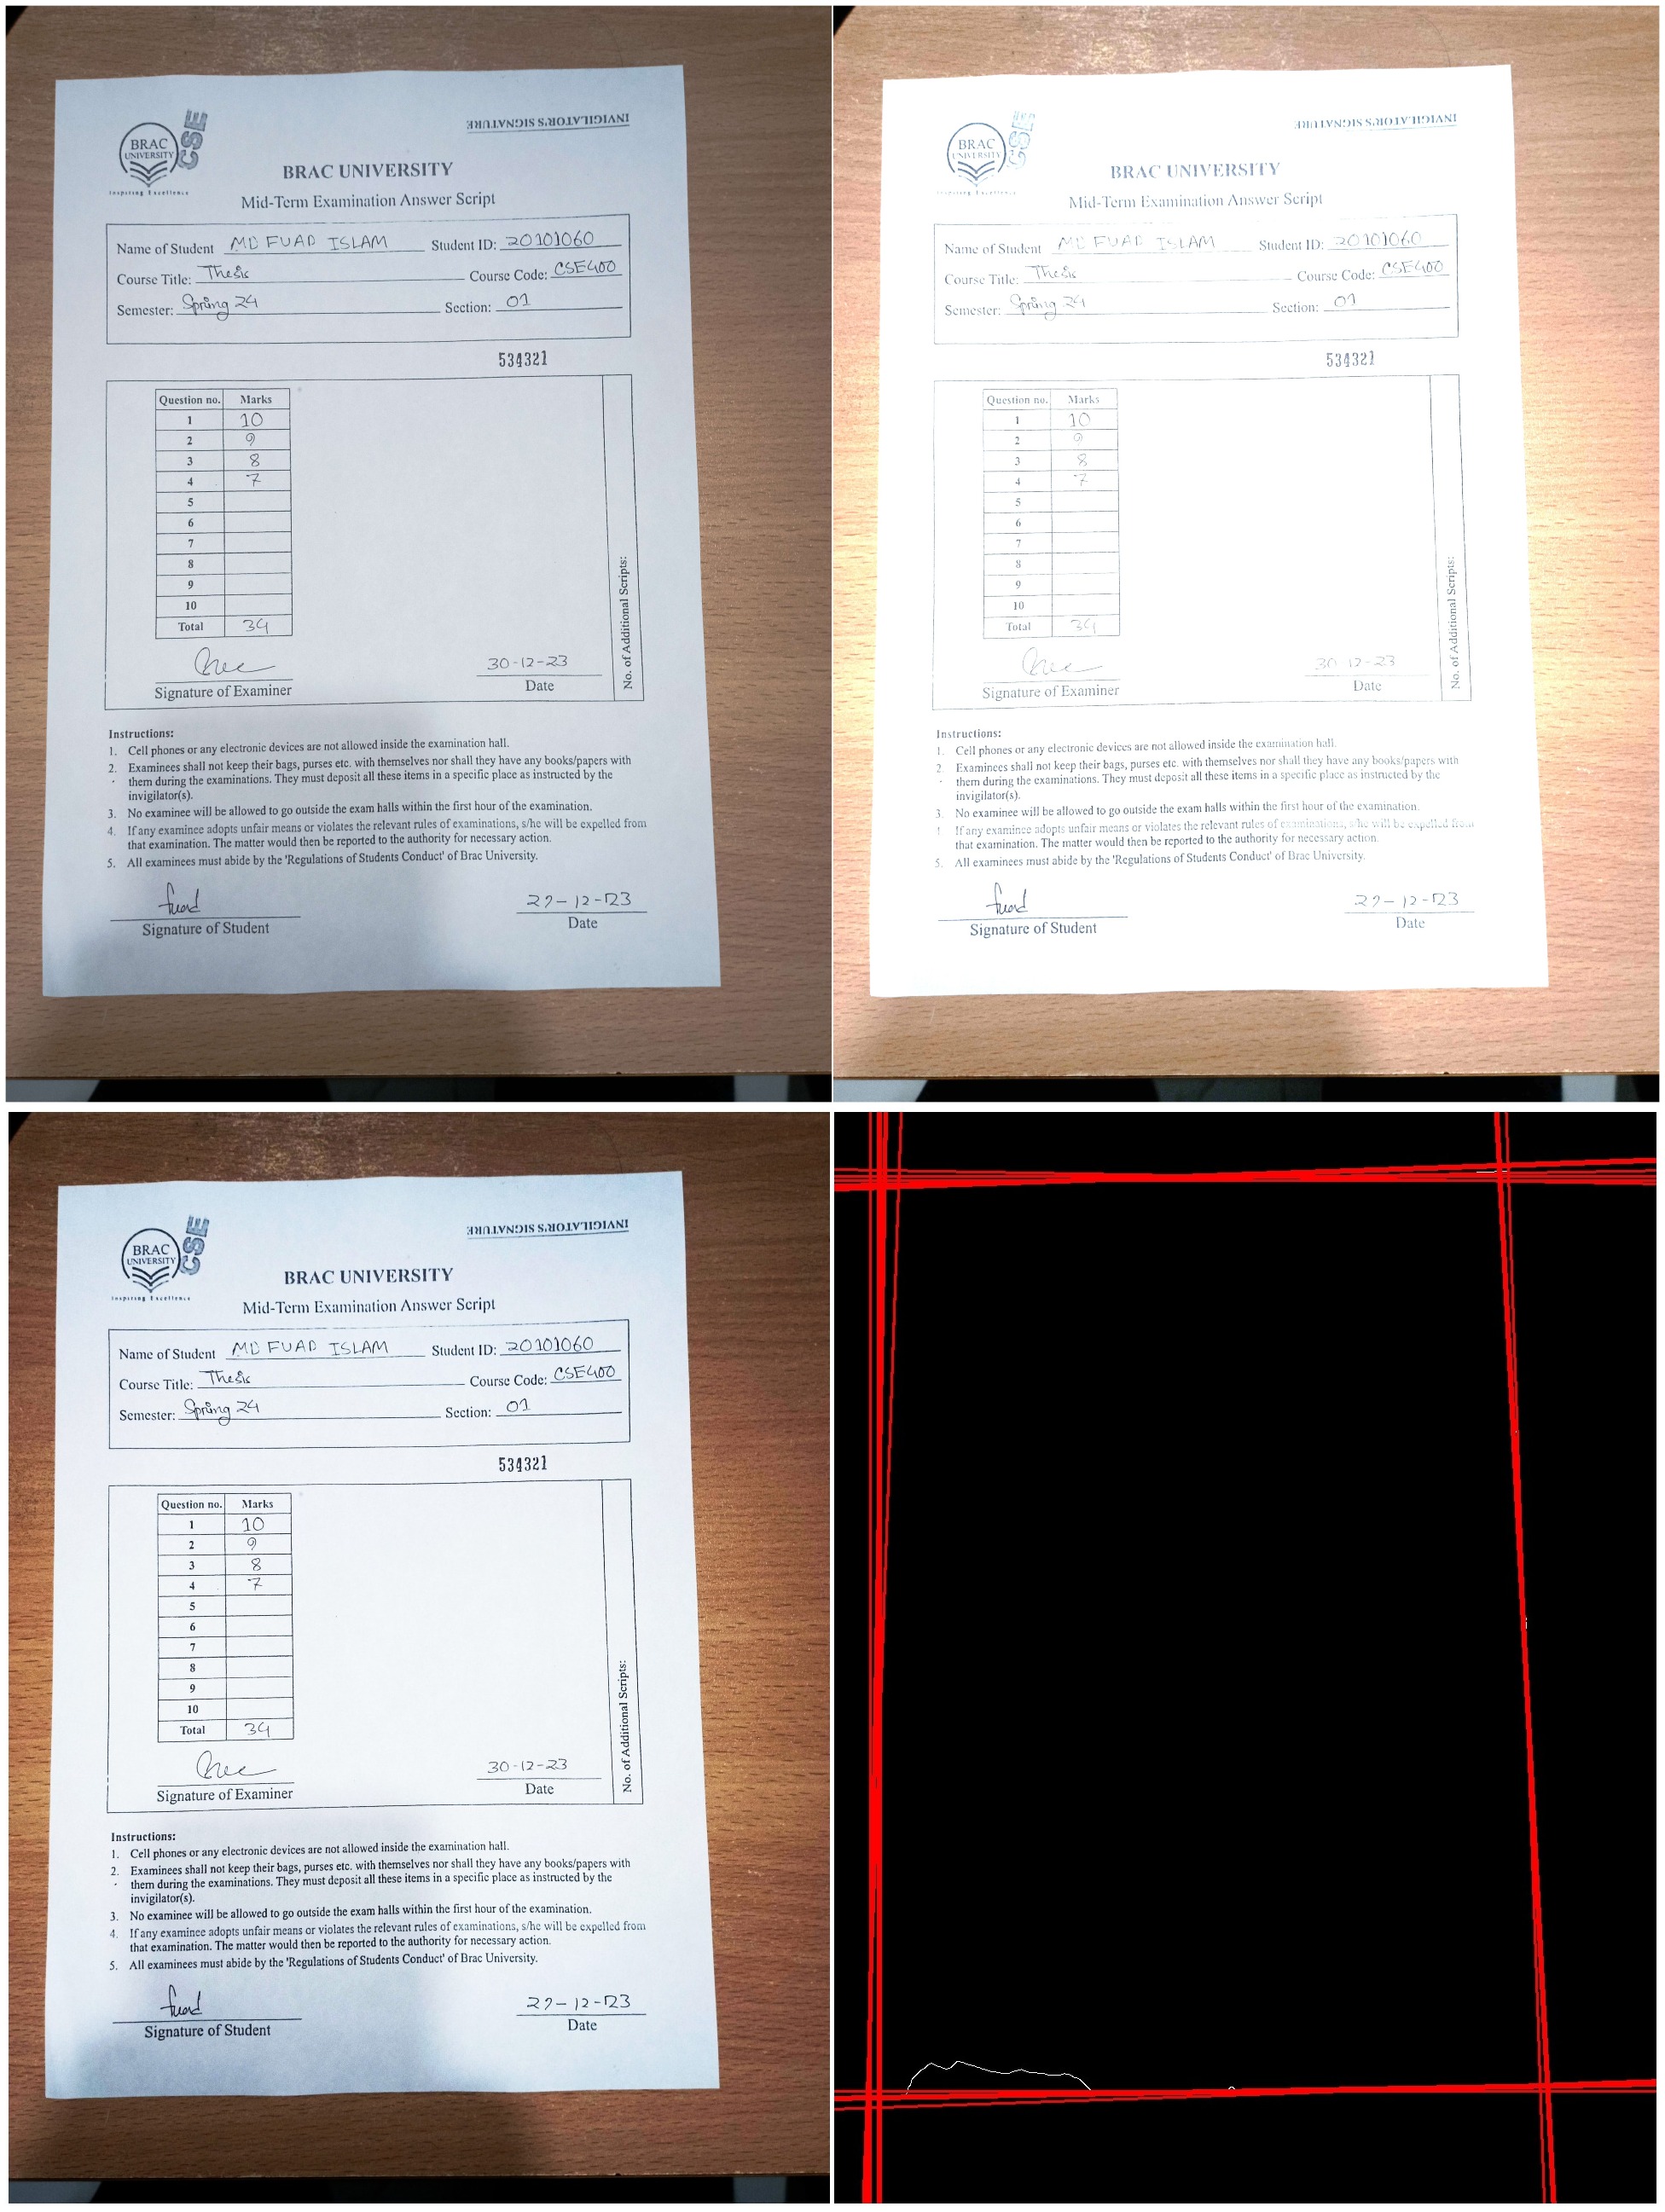 BRAC
UNIVERSITY
Inspiring Excellence
CSE
INVIGILATOR'S SIGNATURE
BRAC UNIVERSITY
Mid-Term Examination Answer Script
Name of Student MD FUAD ISLAM Student ID: 20101060
Course Title: Thesis Course Code: CSE400
Semester: Spring 24 Section: 01
534321
Question no. Marks
1 10
2 9
3 8
4 7
5
6
7
8
9
10
Total 34
No. of Additional Scripts:
30-12-23
Signature of Examiner Date
Instructions:
1. Cell phones or any electronic devices are not allowed inside the examination hall.
2. Examinees shall not keep their bags, purses etc. with themselves nor shall they have any books/papers with
them during the examinations. They must deposit all these items in a specific place as instructed by the
invigilator(s).
3. No examinee will be allowed to go outside the exam halls within the first hour of the examination.
4. If any examinee adopts unfair means or violates the relevant rules of examinations, s/he will be expelled from
that examination. The matter would then be reported to the authority for necessary action.
5. All examinees must abide by the 'Regulations of Students Conduct' of Brac University.
fuad
Signature of Student Date
BRAC
UNIVERSITY
Inspiring Excellence
CSE
INVIGILATOR'S SIGNATURE
BRAC UNIVERSITY
Mid-Term Examination Answer Script
Name of Student MD FUAD ISLAM Student ID: 20101060
Course Title: Thesis Course Code: CSE400
Semester: Spring 24 Section: 01
534321
Question no. Marks
1 10
2 9
3 8
4 7
5
6
7
8
9
10
Total 34
No. of Additional Scripts:
30-12-23
Signature of Examiner Date
Instructions:
1. Cell phones or any electronic devices are not allowed inside the examination hall.
2. Examinees shall not keep their bags, purses etc. with themselves nor shall they have any books/papers with
them during the examinations. They must deposit all these items in a specific place as instructed by the
invigilator(s).
3. No examinee will be allowed to go outside the exam halls within the first hour of the examination.
If any examinee adopts unfair means or violates the relevant rules of examinations, s/he will be expelled from
that examination. The matter would then be reported to the authority for necessary action.
5. All examinees must abide by the 'Regulations of Students Conduct' of Brac University.
fuad
Signature of Student Date
BRAC
UNIVERSITY
Inspiring Excellence
CSE
INVIGILATOR'S SIGNATURE
BRAC UNIVERSITY
Mid-Term Examination Answer Script
Name of Student MD FUAD ISLAM Student ID: 20101060
Course Title: Thesis Course Code: CSE400
Semester: Spring 24 Section: 01
534321
Question no. Marks
1 10
2 9
3 8
4 7
5
6
7
8
9
10
Total 34
No. of Additional Scripts:
30-12-23
Signature of Examiner Date
Instructions:
1. Cell phones or any electronic devices are not allowed inside the examination hall.
2. Examinees shall not keep their bags, purses etc. with themselves nor shall they have any books/papers with
them during the examinations. They must deposit all these items in a specific place as instructed by the
invigilator(s).
3. No examinee will be allowed to go outside the exam halls within the first hour of the examination.
4. If any examinee adopts unfair means or violates the relevant rules of examinations, s/he will be expelled from
that examination. The matter would then be reported to the authority for necessary action.
5. All examinees must abide by the 'Regulations of Students Conduct' of Brac University.
fuad
Signature of Student Date